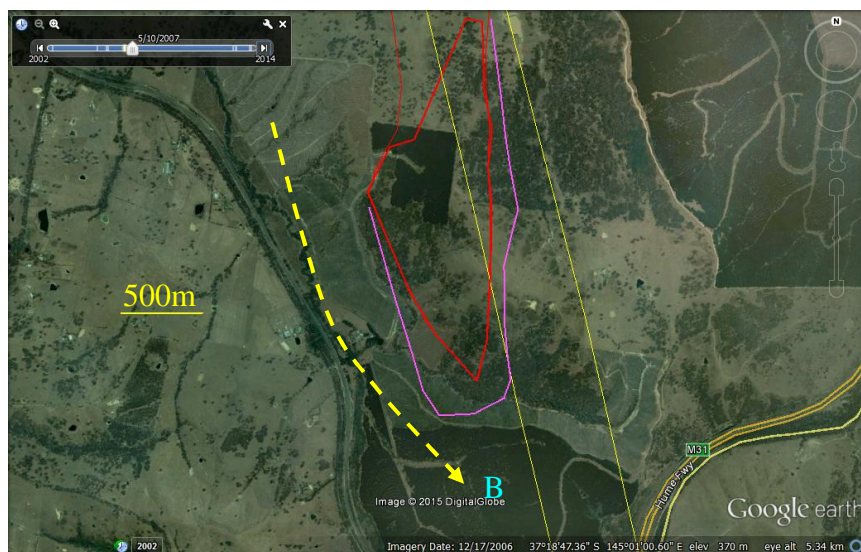 5/10/2007
2002
2014
N
500m
M31
Hume Fwy
B
Image © 2015 DigitalGlobe
Google earth
2002
Imagery Date: 12/17/2006 37°18'47.36" S 145°01'00.60" E elev 370 m eye alt 5.34 km